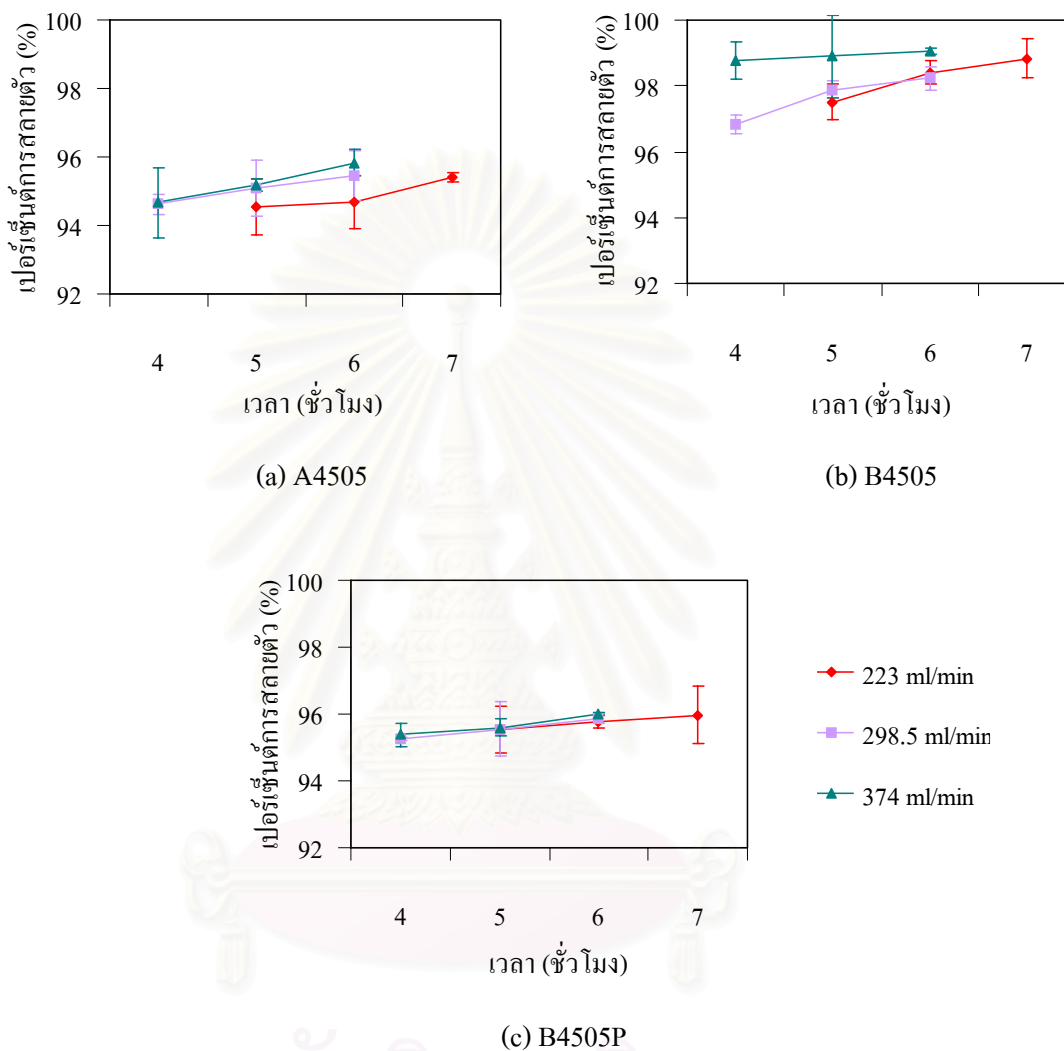 เปอร์เซ็นต์การสลายตัว (%)
100
98
96
94
92
4 5 6 7
เวลา (ชั่วโมง)
(a) A4505
เปอร์เซ็นต์การสลายตัว (%)
100
98
96
94
92
4 5 6 7
เวลา (ชั่วโมง)
(b) B4505
เปอร์เซ็นต์การสลายตัว (%)
100
98
96
94
92
4 5 6 7
เวลา (ชั่วโมง)
(c) B4505P
223 ml/min
298.5 ml/min
374 ml/min